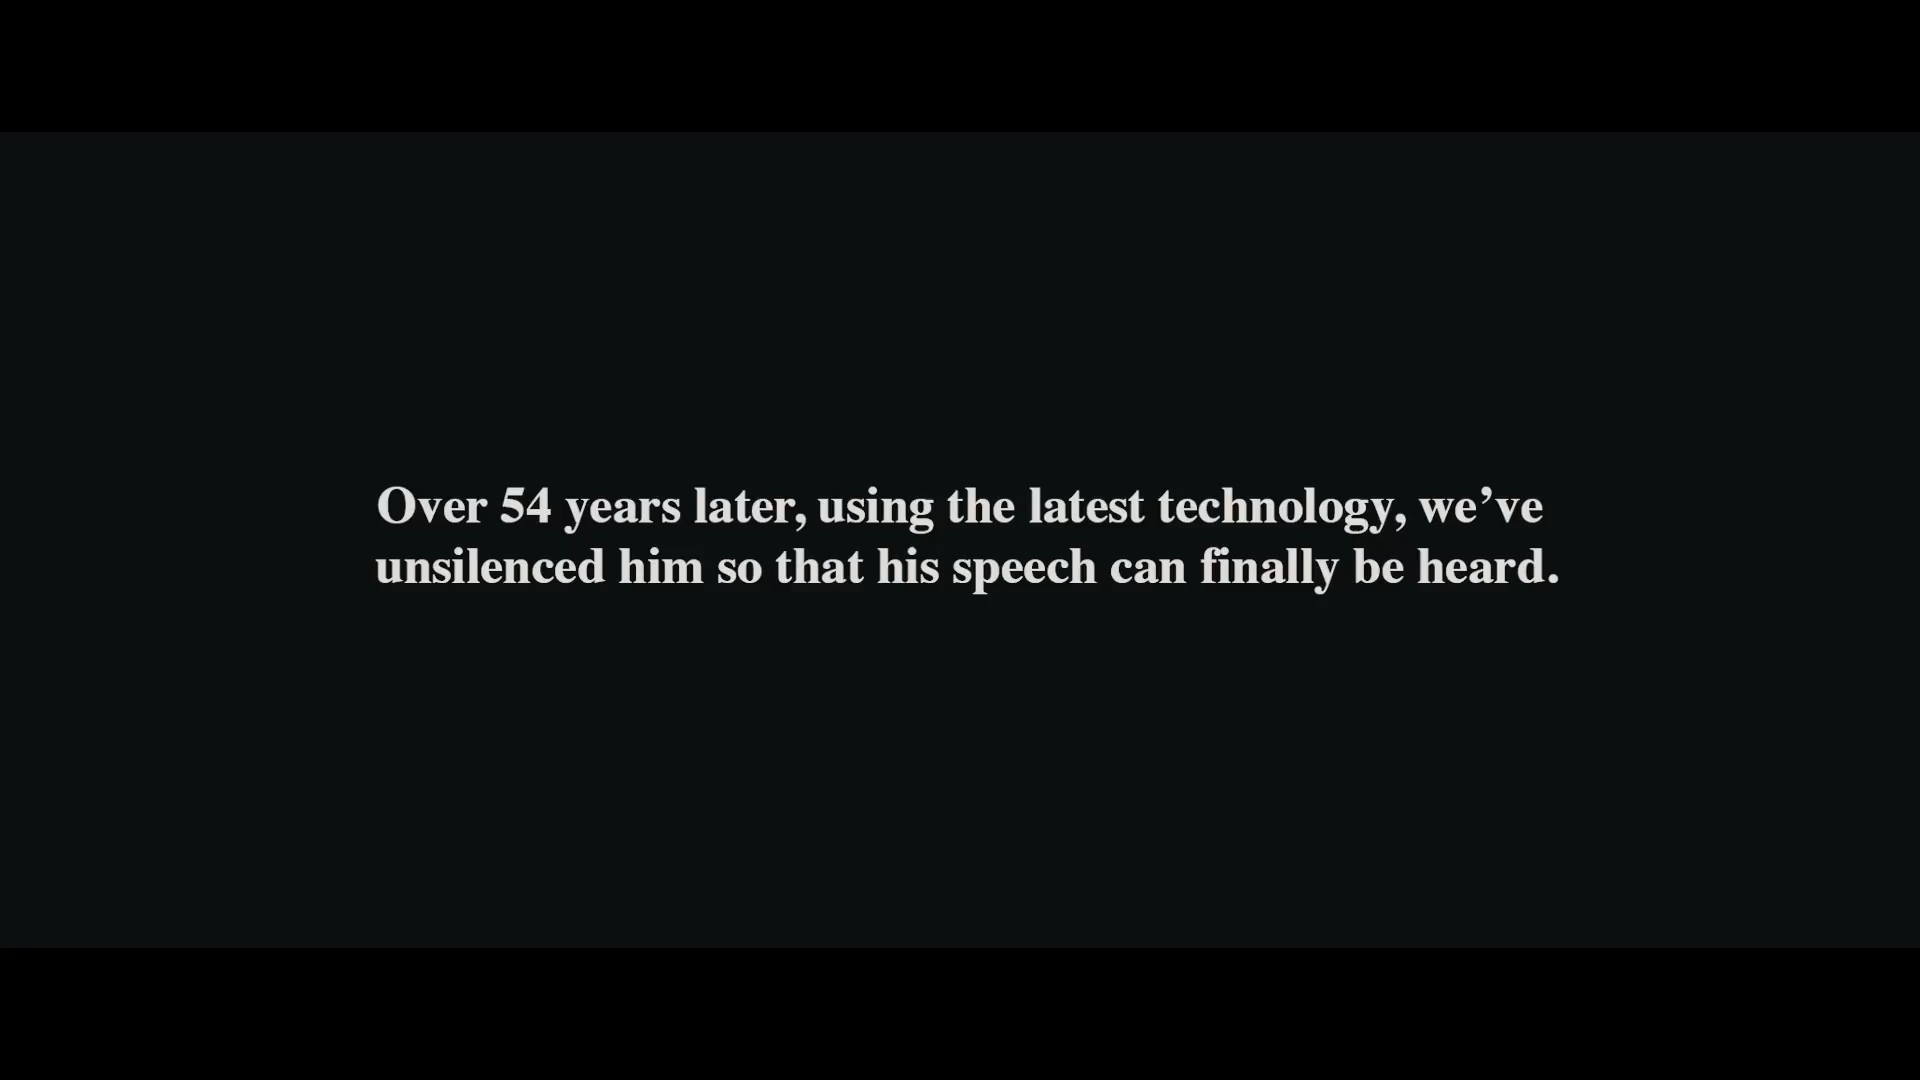 Over 54 years later, using the latest technology, we’ve
unsilenced him so that his speech can finally be heard.